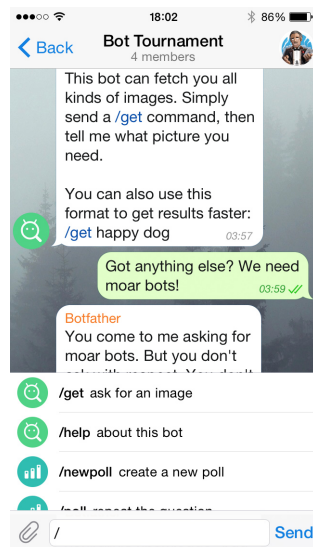 18:02
86%
Back
Bot Tournament
4 members
This bot can fetch you all
kinds of images. Simply
send a /get command, then
tell me what picture you
need.
You can also use this
format to get results faster:
/get happy dog
03:57
Got anything else? We need
moar bots!
03:59
Botfather
You come to me asking for
moar bots. But you don't
/get ask for an image
/help about this bot
/newpoll create a new poll
/poll repeat the question
/
Send